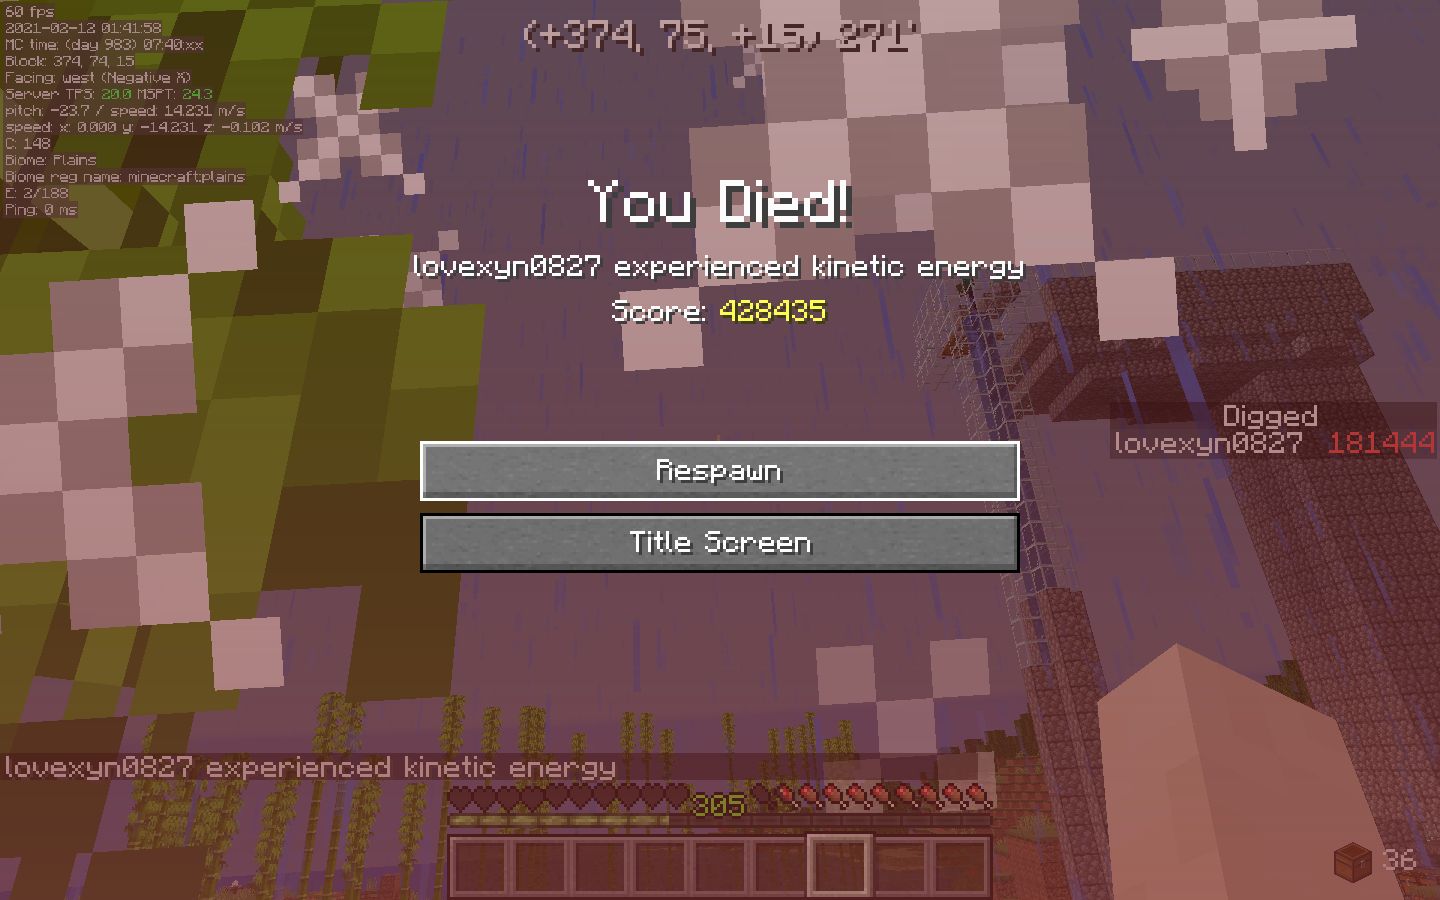 60 fps
2021-02-12 01:41:58
MC time: (day 983) 07:40:xx
Block: 374, 74, 15
Facing: west (Negative X)
Server TPS: 20.0 MSPT: 24.3
pitch: -23.7 / speed: 14.231 m/s
speed: x: 0.000 y: -14.231 z: -0.102 m/s
C: 148
Biome: Plains
Biome reg name: minecraft:plains
E: 2/188
Ping: 0 ms
(+374, 75, +15) 271°
You Died!
lovexyn0827 experienced kinetic energy
Score: 428435
Digged
lovexyn0827 181444
Respawn
Title Screen
lovexyn0827 experienced kinetic energy
305
36